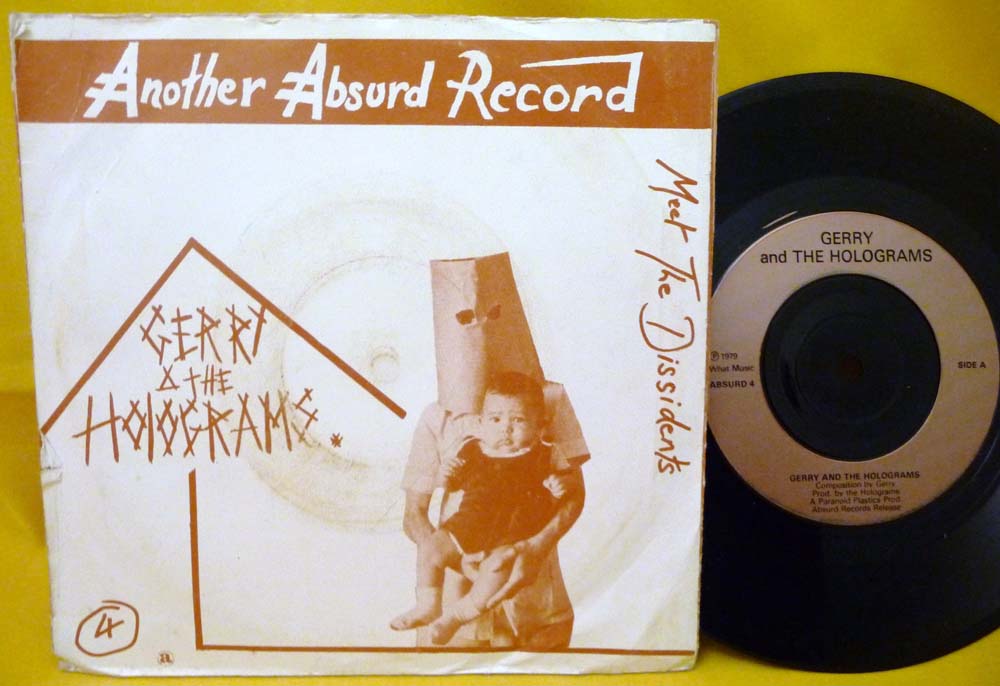 Another Absurd Record
Meet The Dissidents
GERRY
& THE
HOLOGRAMS.
4
a
GERRY
and THE HOLOGRAMS
℗ 1979
What Music
ABSURD 4
SIDE A
GERRY AND THE HOLOGRAMS
Composition by Gerry
Prod. by the Holograms
A Paranoid Plastics Prod.
Absurd Records Release